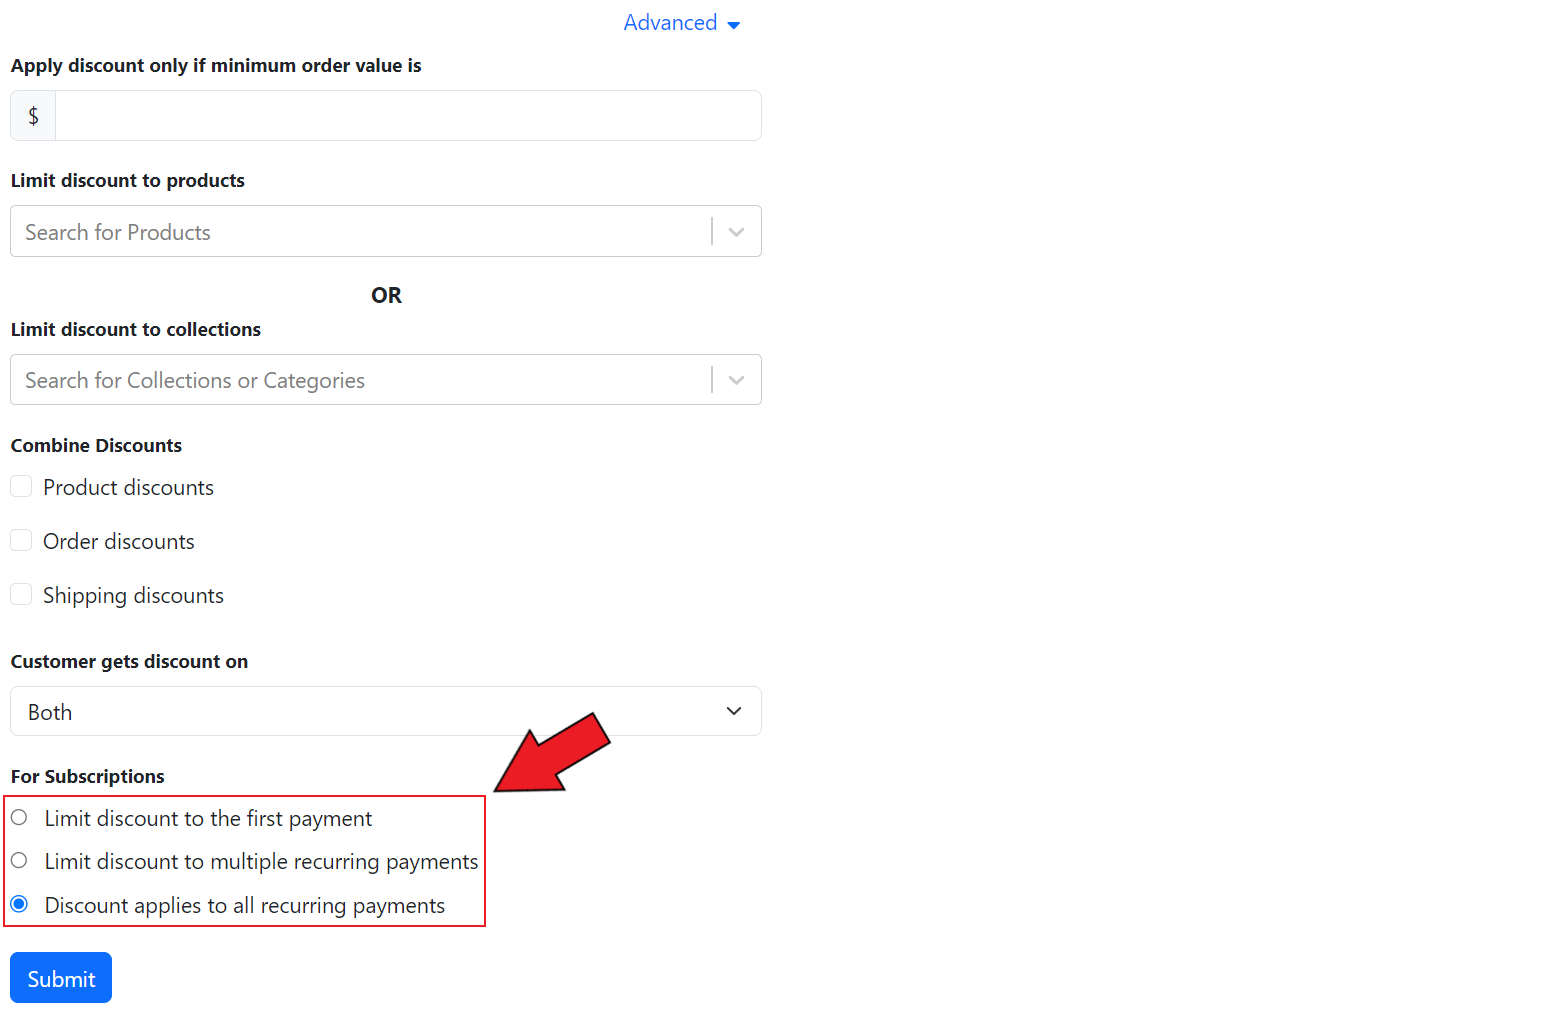 Advanced
Apply discount only if minimum order value is
$
Limit discount to products
Search for Products
OR
Limit discount to collections
Search for Collections or Categories
Combine Discounts
Product discounts
Order discounts
Shipping discounts
Customer gets discount on
Both
For Subscriptions
Limit discount to the first payment
Limit discount to multiple recurring payments
Discount applies to all recurring payments
Submit